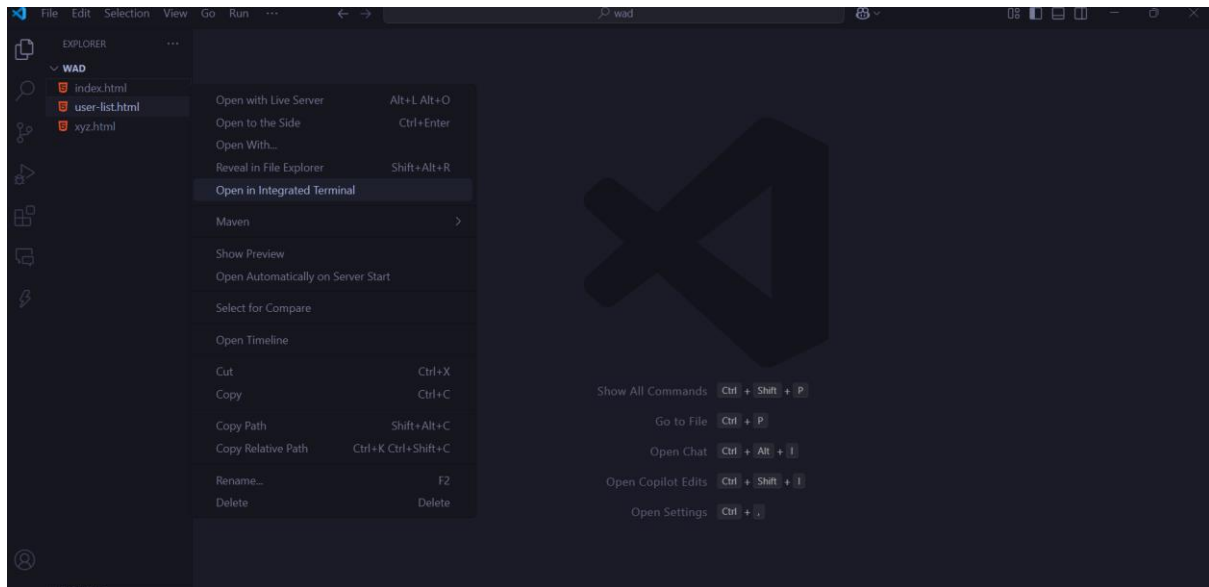 File Edit Selection View Go Run ··· ← → wad
EXPLORER ···
WAD
index.html
user-list.html
xyz.html
Open with Live Server Alt+L Alt+O
Open to the Side Ctrl+Enter
Open With...
Reveal in File Explorer Shift+Alt+R
Open in Integrated Terminal
Maven >
Show Preview
Open Automatically on Server Start
Select for Compare
Open Timeline
Cut Ctrl+X
Copy Ctrl+C
Copy Path Shift+Alt+C
Copy Relative Path Ctrl+K Ctrl+Shift+C
Rename... F2
Delete Delete
Show All Commands Ctrl + Shift + P
Go to File Ctrl + P
Open Chat Ctrl + Alt + I
Open Copilot Edits Ctrl + Shift + I
Open Settings Ctrl + ,